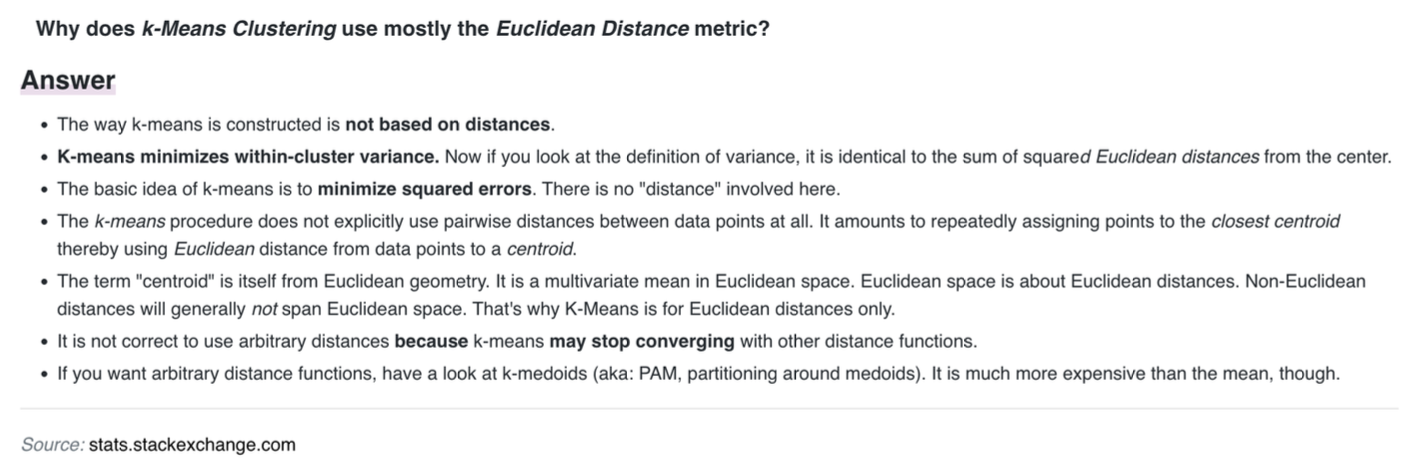 Why does k-Means Clustering use mostly the Euclidean Distance metric?
Answer
• The way k-means is constructed is not based on distances.
• K-means minimizes within-cluster variance. Now if you look at the definition of variance, it is identical to the sum of squared Euclidean distances from the center.
• The basic idea of k-means is to minimize squared errors. There is no "distance" involved here.
• The k-means procedure does not explicitly use pairwise distances between data points at all. It amounts to repeatedly assigning points to the closest centroid
thereby using Euclidean distance from data points to a centroid.
• The term "centroid" is itself from Euclidean geometry. It is a multivariate mean in Euclidean space. Euclidean space is about Euclidean distances. Non-Euclidean
distances will generally not span Euclidean space. That's why K-Means is for Euclidean distances only.
• It is not correct to use arbitrary distances because k-means may stop converging with other distance functions.
• If you want arbitrary distance functions, have a look at k-medoids (aka: PAM, partitioning around medoids). It is much more expensive than the mean, though.
Source: stats.stackexchange.com